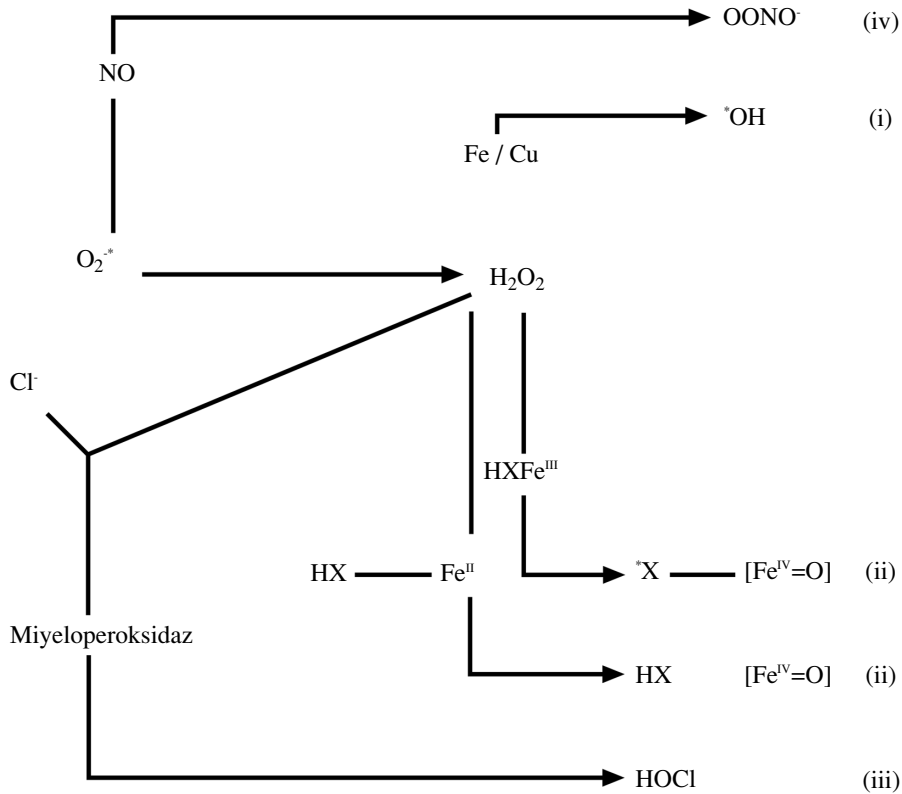 OONO⁻ (iv)
NO
*OH (i)
Fe / Cu
O₂⁻*
H₂O₂
Cl⁻
HXFeᴵᴵᴵ
HX Feᴵᴵ *X [Feᴵⱽ=O] (ii)
Miyeloperoksidaz
HX [Feᴵⱽ=O] (ii)
HOCl (iii)